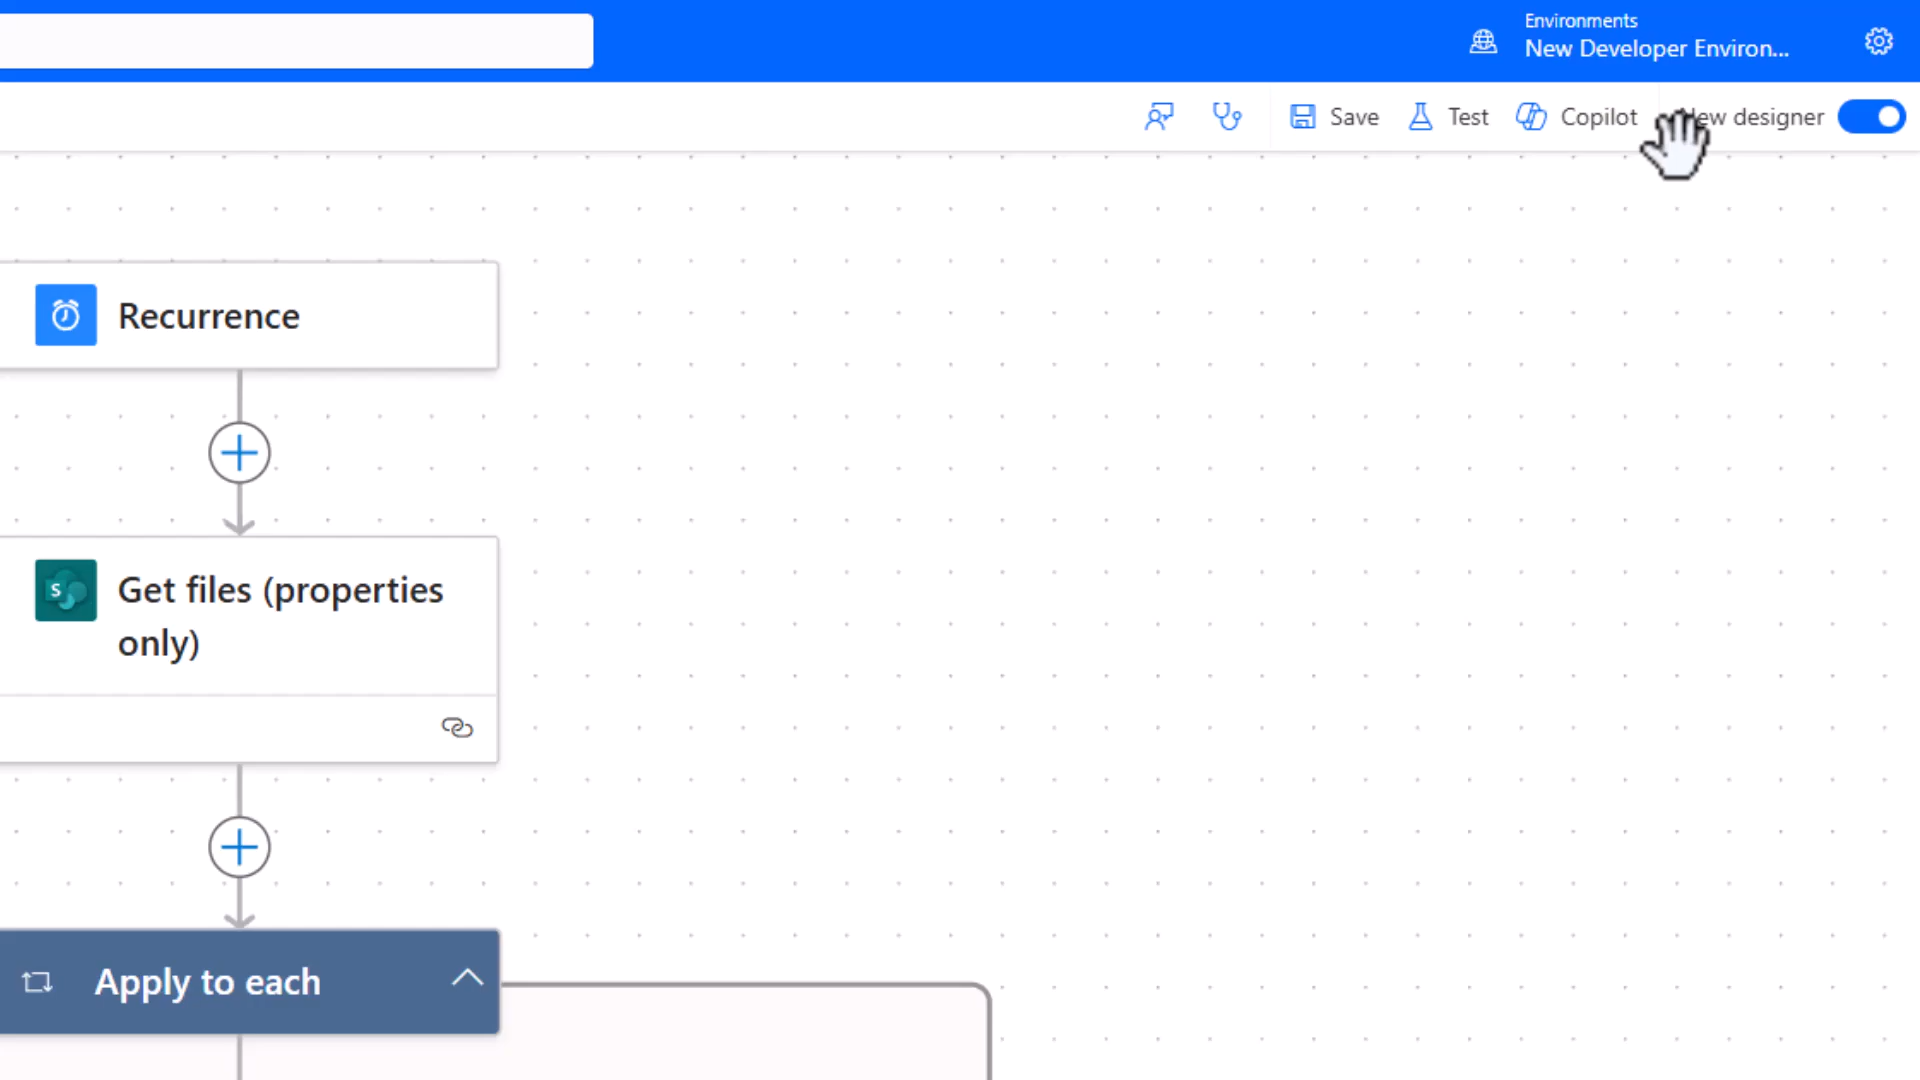 Environments
New Developer Environ...
Save
Test
Copilot
designer
Recurrence
S
Get files (properties
only)
Apply to each